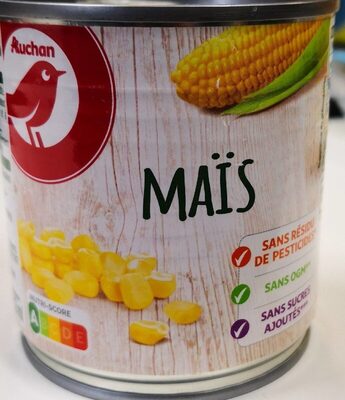 Auchan
MAÏS
SANS RÉSIDU
DE PESTICIDES
SANS OGM**
SANS SUCRES
AJOUTÉS***
NUTRI-SCORE
A B C D E